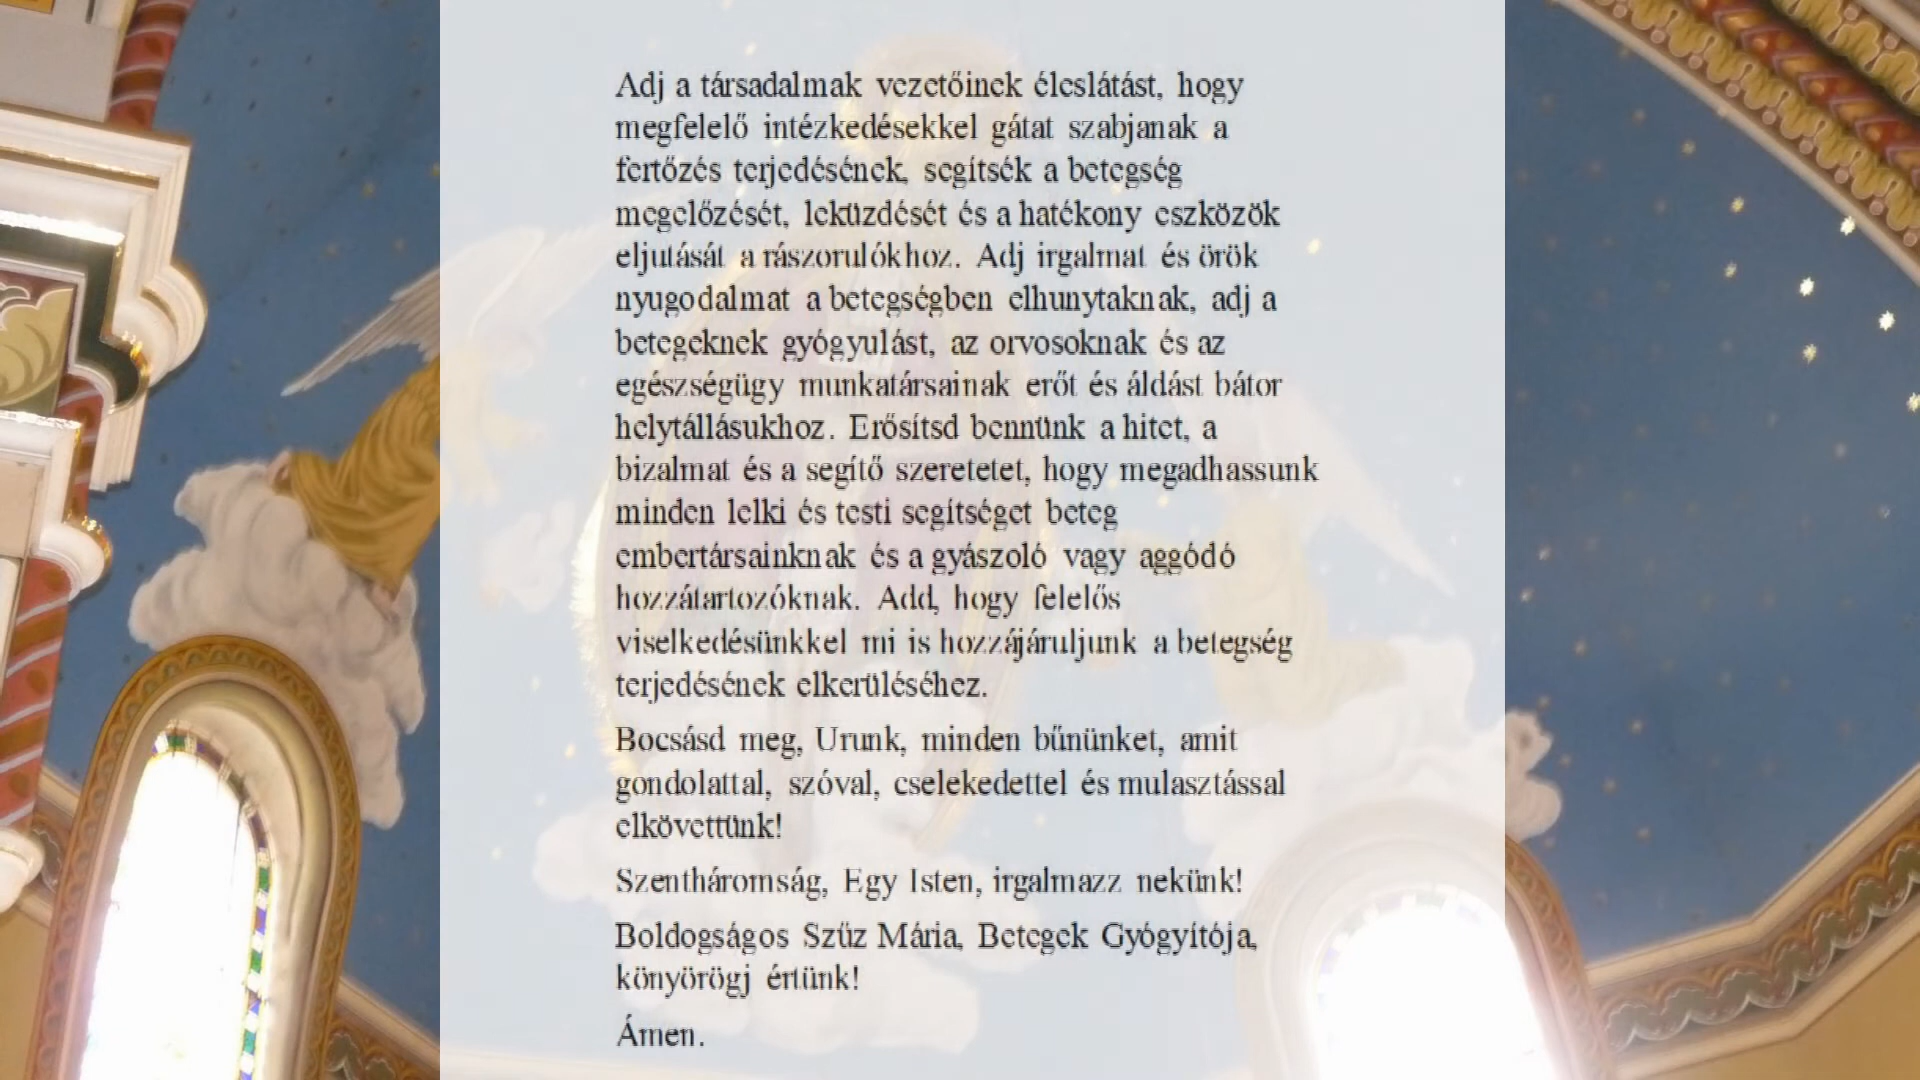 Adj a társadalmak vezetőinek éleslátást, hogy
megfelelő intézkedésekkel gátat szabjanak a
fertőzés terjedésének, segítsék a betegség
megelőzését, leküzdését és a hatékony eszközök
eljutását a rászorulókhoz. Adj irgalmat és örök
nyugodalmat a betegségben elhunytaknak, adj a
betegeknek gyógyulást, az orvosoknak és az
egészségügy munkatársainak erőt és áldást bátor
helytállásukhoz. Erősítsd bennünk a hitet, a
bizalmat és a segítő szeretetet, hogy megadhassunk
minden lelki és testi segítséget beteg
embertársainknak és a gyászoló vagy aggódó
hozzátartozóknak. Add, hogy felelős
viselkedésünkkel mi is hozzájáruljunk a betegség
terjedésének elkerüléséhez.
Bocsásd meg, Urunk, minden bűnünket, amit
gondolattal, szóval, cselekedettel és mulasztással
elkövettünk!
Szentháromság, Egy Isten, irgalmazz nekünk!
Boldogságos Szűz Mária, Betegek Gyógyítója,
könyörögj értünk!
Ámen.